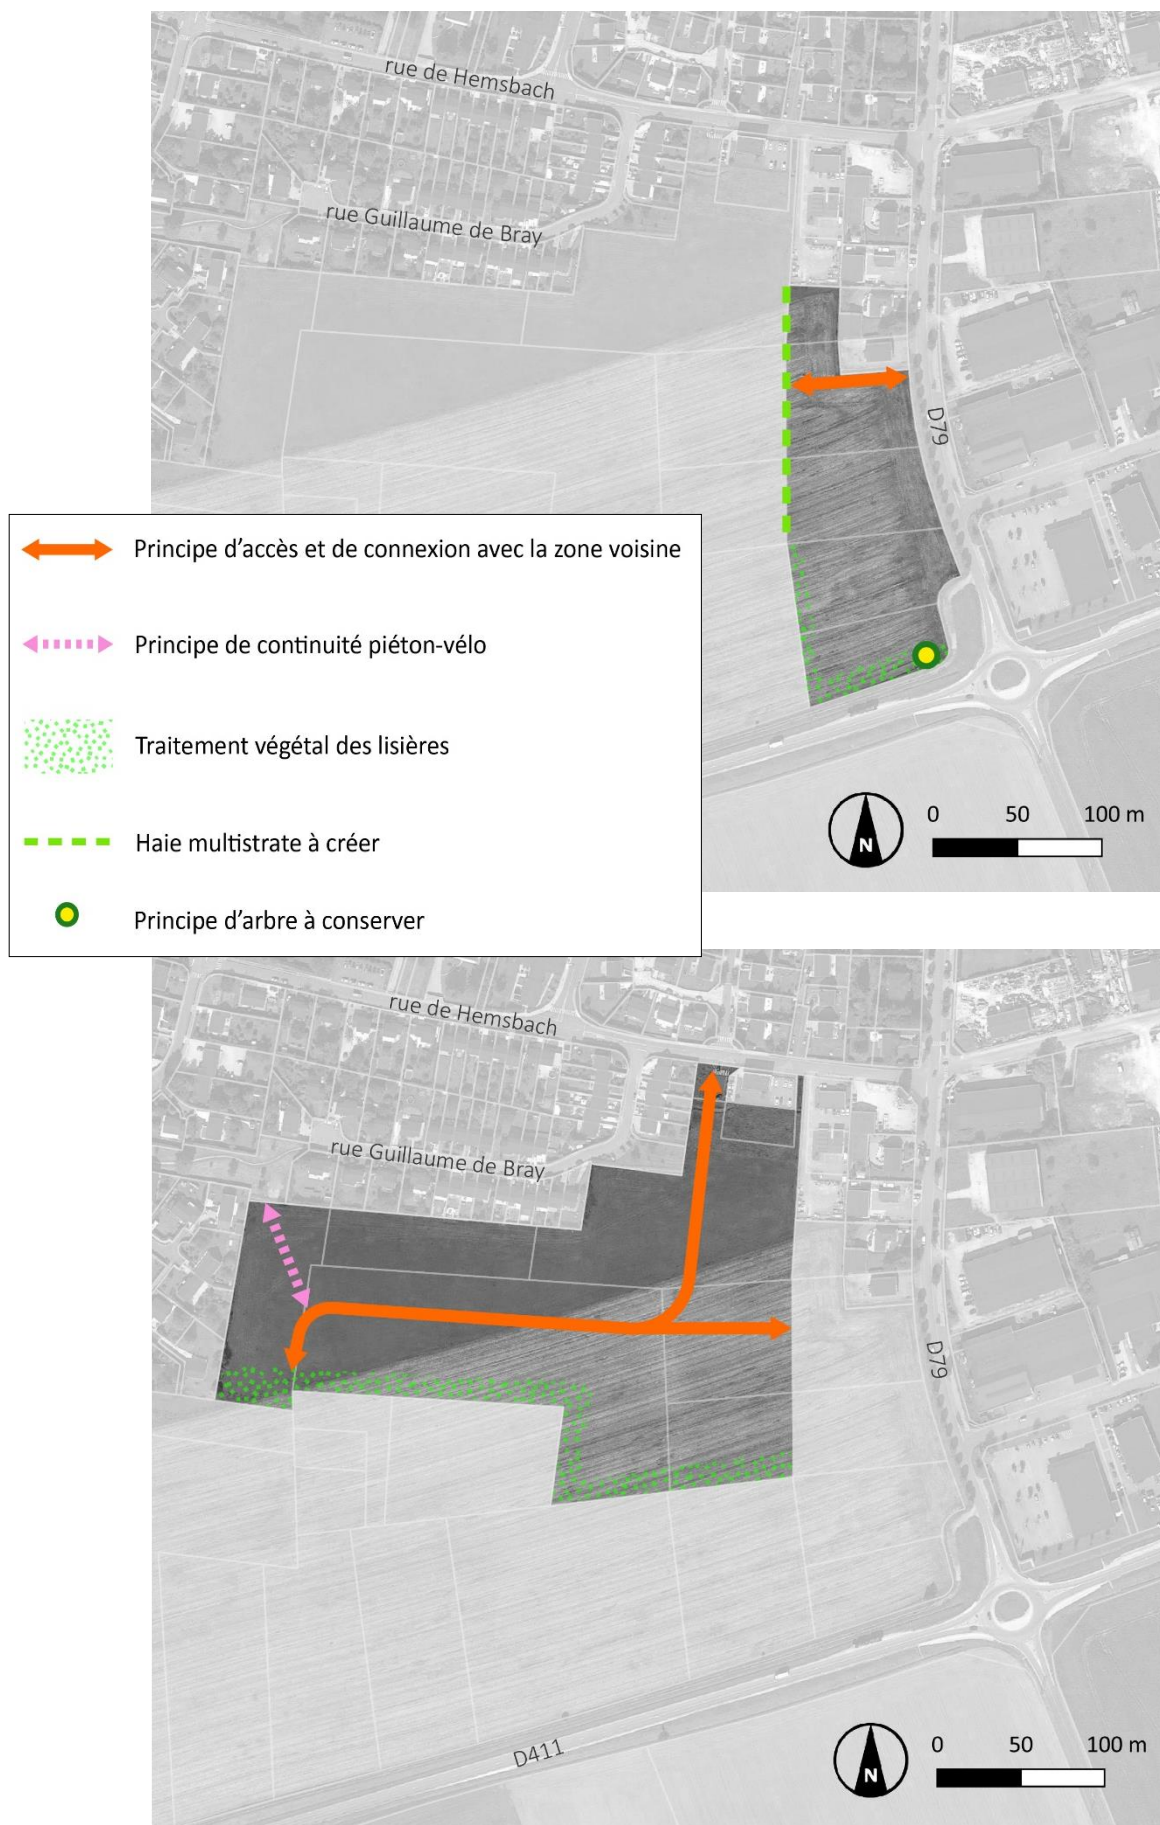 rue de Hemsbach
rue Guillaume de Bray
D79
Principe d'accès et de connexion avec la zone voisine
Principe de continuité piéton-vélo
Traitement végétal des lisières
Haie multistrate à créer
Principe d'arbre à conserver
N
0 50 100 m
rue de Hemsbach
rue Guillaume de Bray
D79
D411
N
0 50 100 m